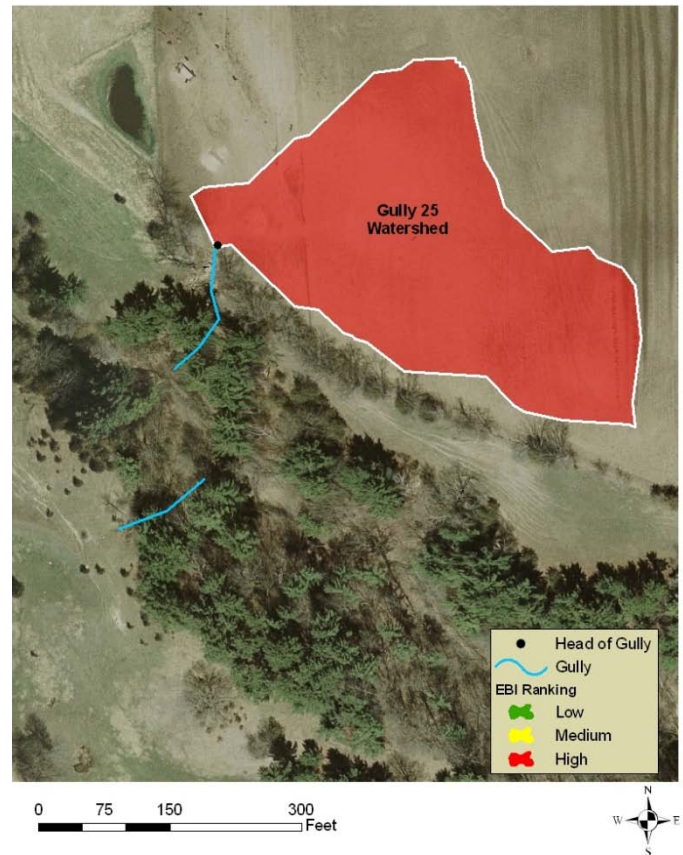 Gully 25
Watershed
Head of Gully
Gully
EBI Ranking
Low
Medium
High
0 75 150 300
Feet
N
W E
S